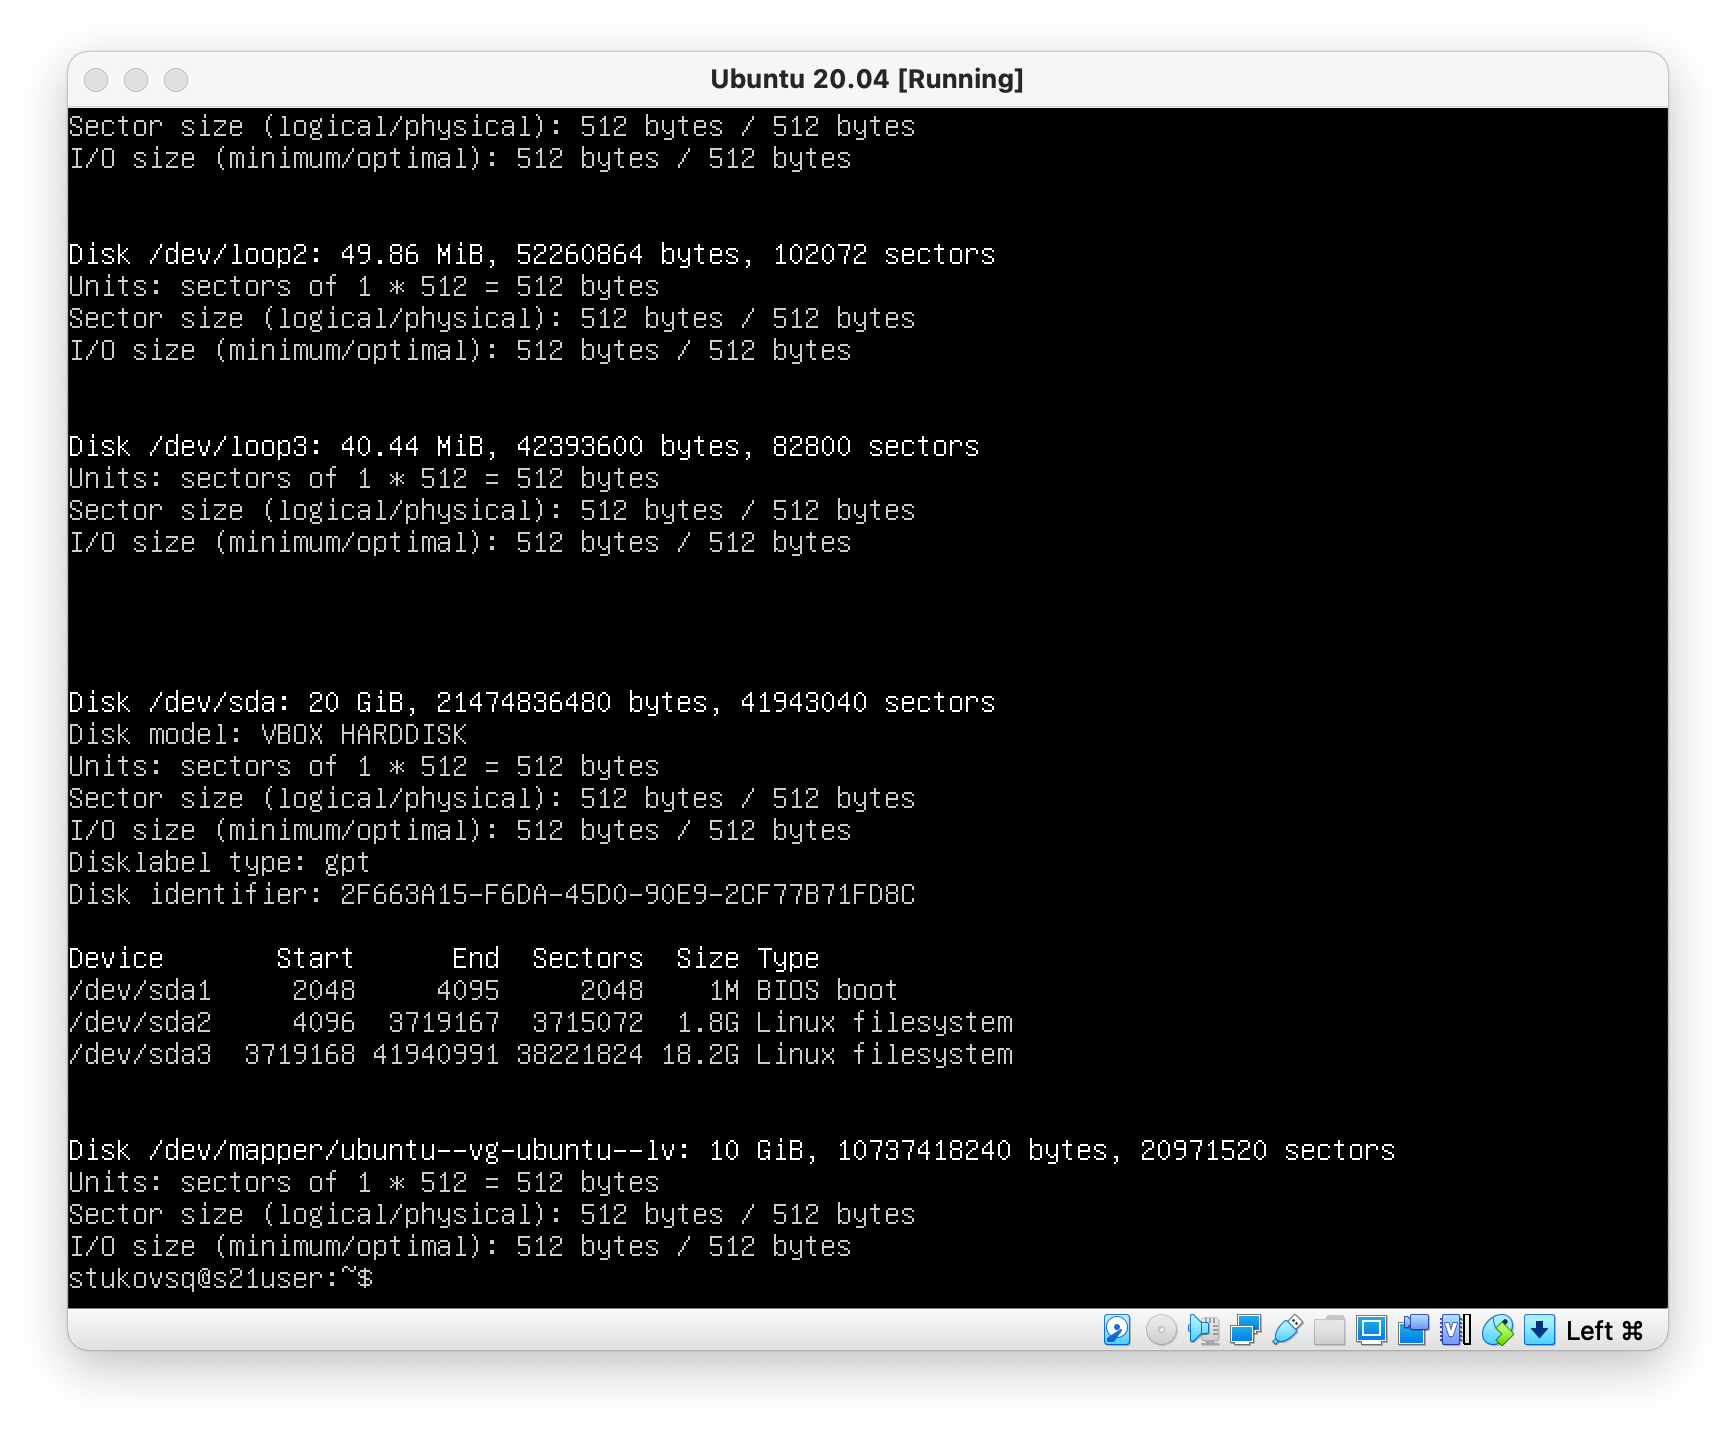 Ubuntu 20.04 [Running]
Sector size (logical/physical): 512 bytes / 512 bytes
I/O size (minimum/optimal): 512 bytes / 512 bytes
Disk /dev/loop2: 49.86 MiB, 52260864 bytes, 102072 sectors
Units: sectors of 1 * 512 = 512 bytes
Sector size (logical/physical): 512 bytes / 512 bytes
I/O size (minimum/optimal): 512 bytes / 512 bytes
Disk /dev/loop3: 40.44 MiB, 42393600 bytes, 82800 sectors
Units: sectors of 1 * 512 = 512 bytes
Sector size (logical/physical): 512 bytes / 512 bytes
I/O size (minimum/optimal): 512 bytes / 512 bytes
Disk /dev/sda: 20 GiB, 21474836480 bytes, 41943040 sectors
Disk model: VBOX HARDDISK
Units: sectors of 1 * 512 = 512 bytes
Sector size (logical/physical): 512 bytes / 512 bytes
I/O size (minimum/optimal): 512 bytes / 512 bytes
Disklabel type: gpt
Disk identifier: 2F663A15-F6DA-45D0-90E9-2CF77B71FD8C
Device       Start      End  Sectors  Size Type
/dev/sda1     2048     4095     2048    1M BIOS boot
/dev/sda2     4096  3719167  3715072  1.8G Linux filesystem
/dev/sda3  3719168 41940991 38221824 18.2G Linux filesystem
Disk /dev/mapper/ubuntu--vg-ubuntu--lv: 10 GiB, 10737418240 bytes, 20971520 sectors
Units: sectors of 1 * 512 = 512 bytes
Sector size (logical/physical): 512 bytes / 512 bytes
I/O size (minimum/optimal): 512 bytes / 512 bytes
stukovsq@s21user:~$
Left ⌘